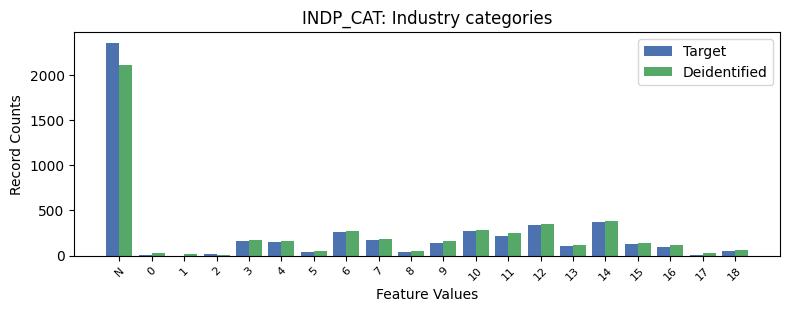 INDP_CAT: Industry categories
Target
Deidentified
Record Counts
2000
1500
1000
500
0
N 0 1 2 3 4 5 6 7 8 9 10 11 12 13 14 15 16 17 18
Feature Values